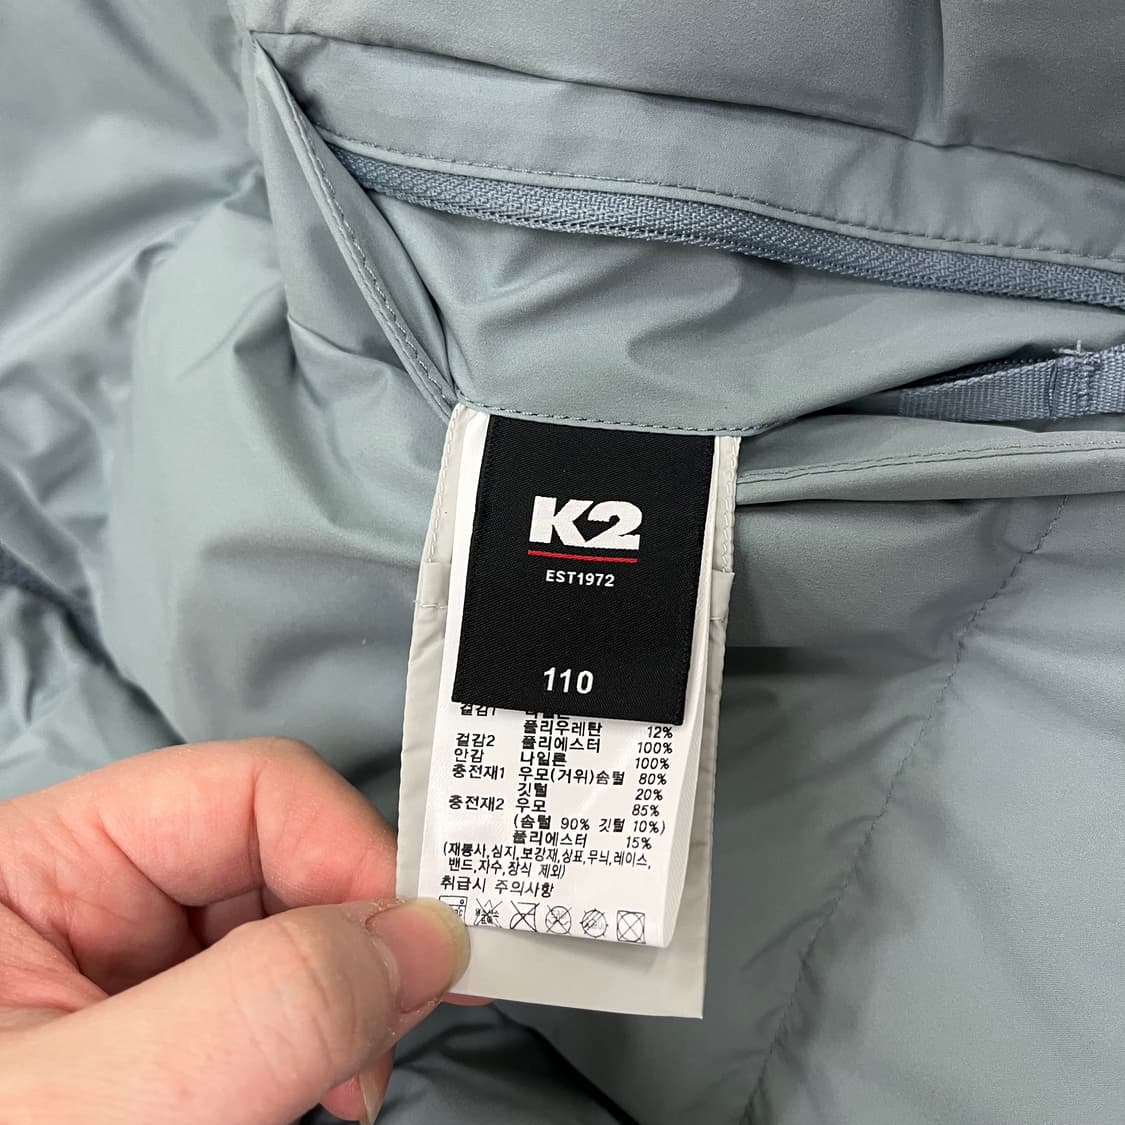 K2
EST1972
110
겉감1
폴리우레탄 12%
겉감2 폴리에스터 100%
안감 나일론 100%
충전재1 우모(거위)솜털 80%
깃털 20%
충전재2 우모 85%
(솜털 90% 깃털 10%)
폴리에스터 15%
(재봉사,심지,보강재,상표,무늬,레이스,
밴드,자수,장식 제외)
취급시 주의사항